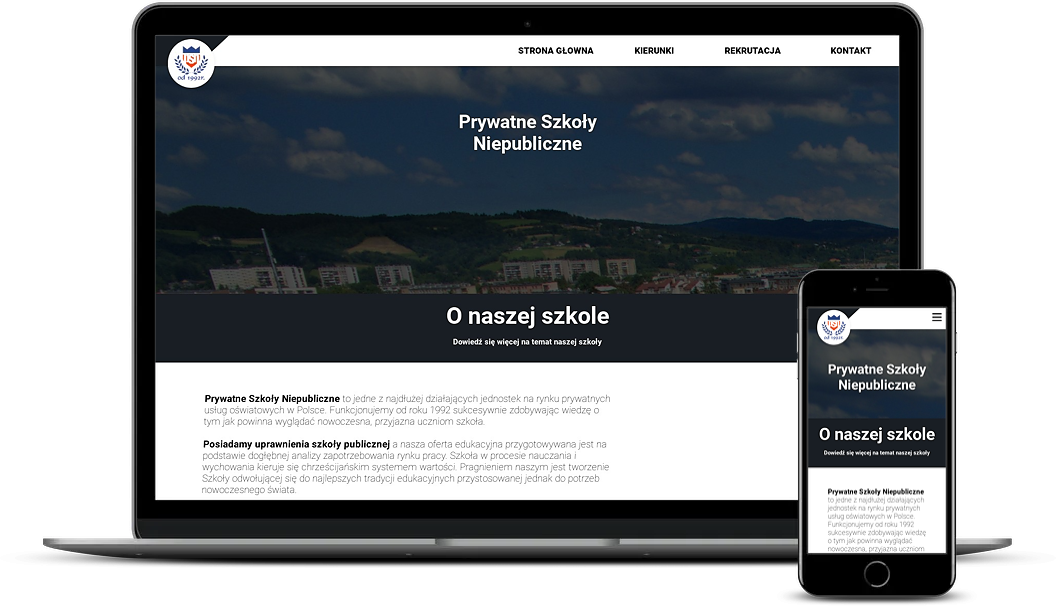 od 1992r.
STRONA GŁOWNA KIERUNKI REKRUTACJA KONTAKT
Prywatne Szkoły
Niepubliczne
O naszej szkole
Dowiedź się więcej na temat naszej szkoły
Prywatne Szkoły Niepubliczne to jedne z najdłużej działających jednostek na rynku prywatnych
usług oświatowych w Polsce. Funkcjonujemy od roku 1992 sukcesywnie zdobywając wiedzę o
tym jak powinna wyglądać nowoczesna, przyjazna uczniom szkoła.
Posiadamy uprawnienia szkoły publicznej a nasza oferta edukacyjna przygotowywana jest na
podstawie dogłębnej analizy zapotrzebowania rynku pracy. Szkoła w procesie nauczania i
wychowania kieruje się chrześcijańskim systemem wartości. Pragnieniem naszym jest tworzenie
Szkoły odwołującej się do najlepszych tradycji edukacyjnych przystosowanej jednak do potrzeb
nowoczesnego świata.
od 1992r.
Prywatne Szkoły
Niepubliczne
O naszej szkole
Dowiedź się więcej na temat naszej szkoły
Prywatne Szkoły Niepubliczne
to jedne z najdłużej działających
jednostek na rynku prywatnych
usług oświatowych w Polsce.
Funkcjonujemy od roku 1992
sukcesywnie zdobywając wiedzę
o tym jak powinna wyglądać
nowoczesna, przyjazna uczniom